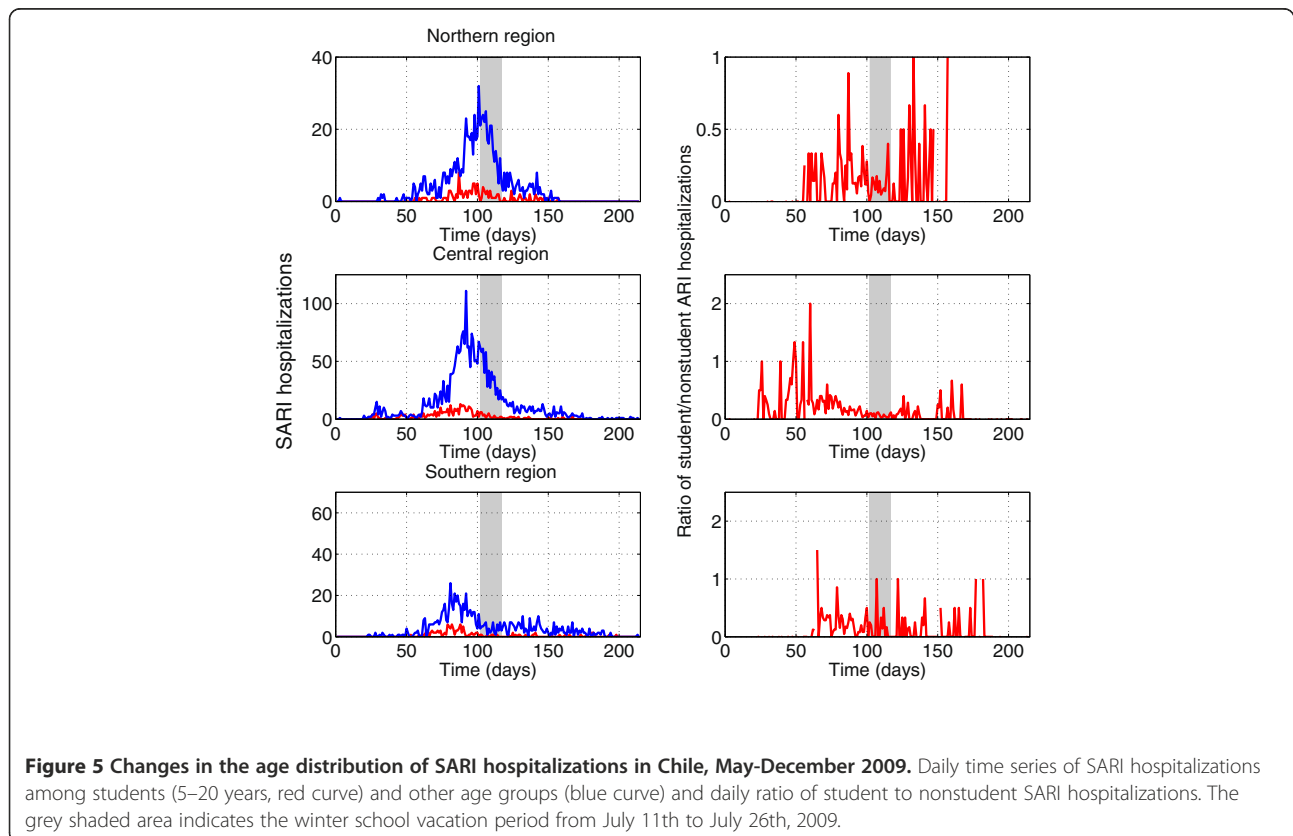 Northern region
40
20
0
0 50 100 150 200
Time (days)
1
0.5
0
0 50 100 150 200
Time (days)
Central region
100
50
0
0 50 100 150 200
Time (days)
2
1
0
0 50 100 150 200
Time (days)
Southern region
60
40
20
0
0 50 100 150 200
Time (days)
2
1
0
0 50 100 150 200
Time (days)
SARI hospitalizations
Ratio of student/nonstudent ARI hospitalizations
Figure 5 Changes in the age distribution of SARI hospitalizations in Chile, May-December 2009. Daily time series of SARI hospitalizations
among students (5–20 years, red curve) and other age groups (blue curve) and daily ratio of student to nonstudent SARI hospitalizations. The
grey shaded area indicates the winter school vacation period from July 11th to July 26th, 2009.